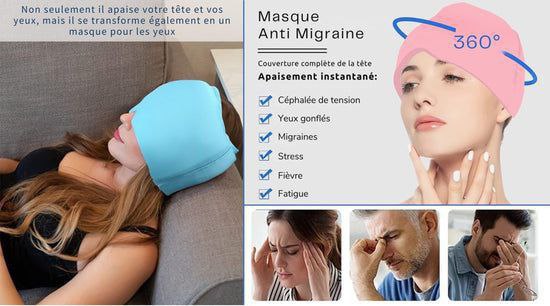 Non seulement il apaise votre tête et vos
yeux, mais il se transforme également en un
masque pour les yeux
Masque
Anti Migraine
Couverture complète de la tête
Apaisement instantané:
Céphalée de tension
Yeux gonflés
Migraines
Stress
Fièvre
Fatigue
360°